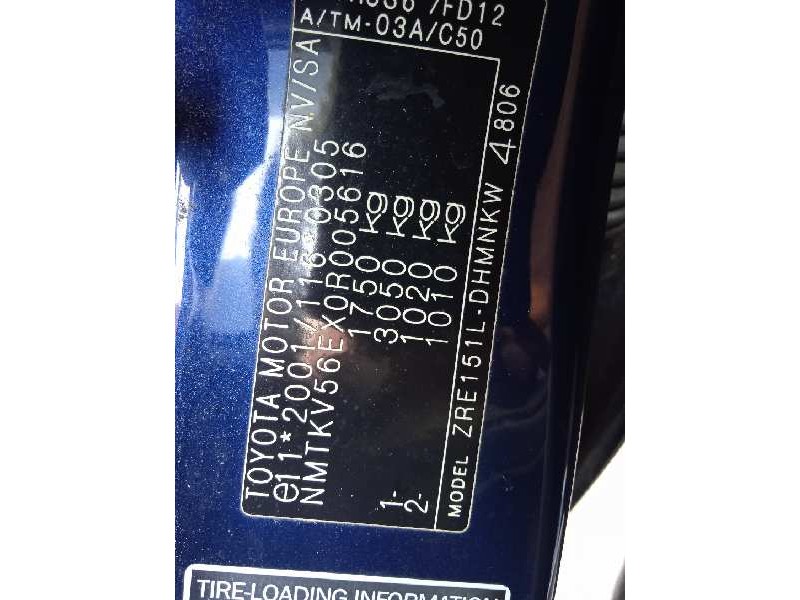 /FD12
A/TM-03A/C50
TOYOTA MOTOR EUROPE NV/SA
e11*2001/116*0305
NMTKV56EX0R005616
1750 kg
3050 kg
1- 1020 kg
2- 1010 kg
MODEL ZRE151L-DHMNKW 4806
TIRE-LOADING INFORMATION